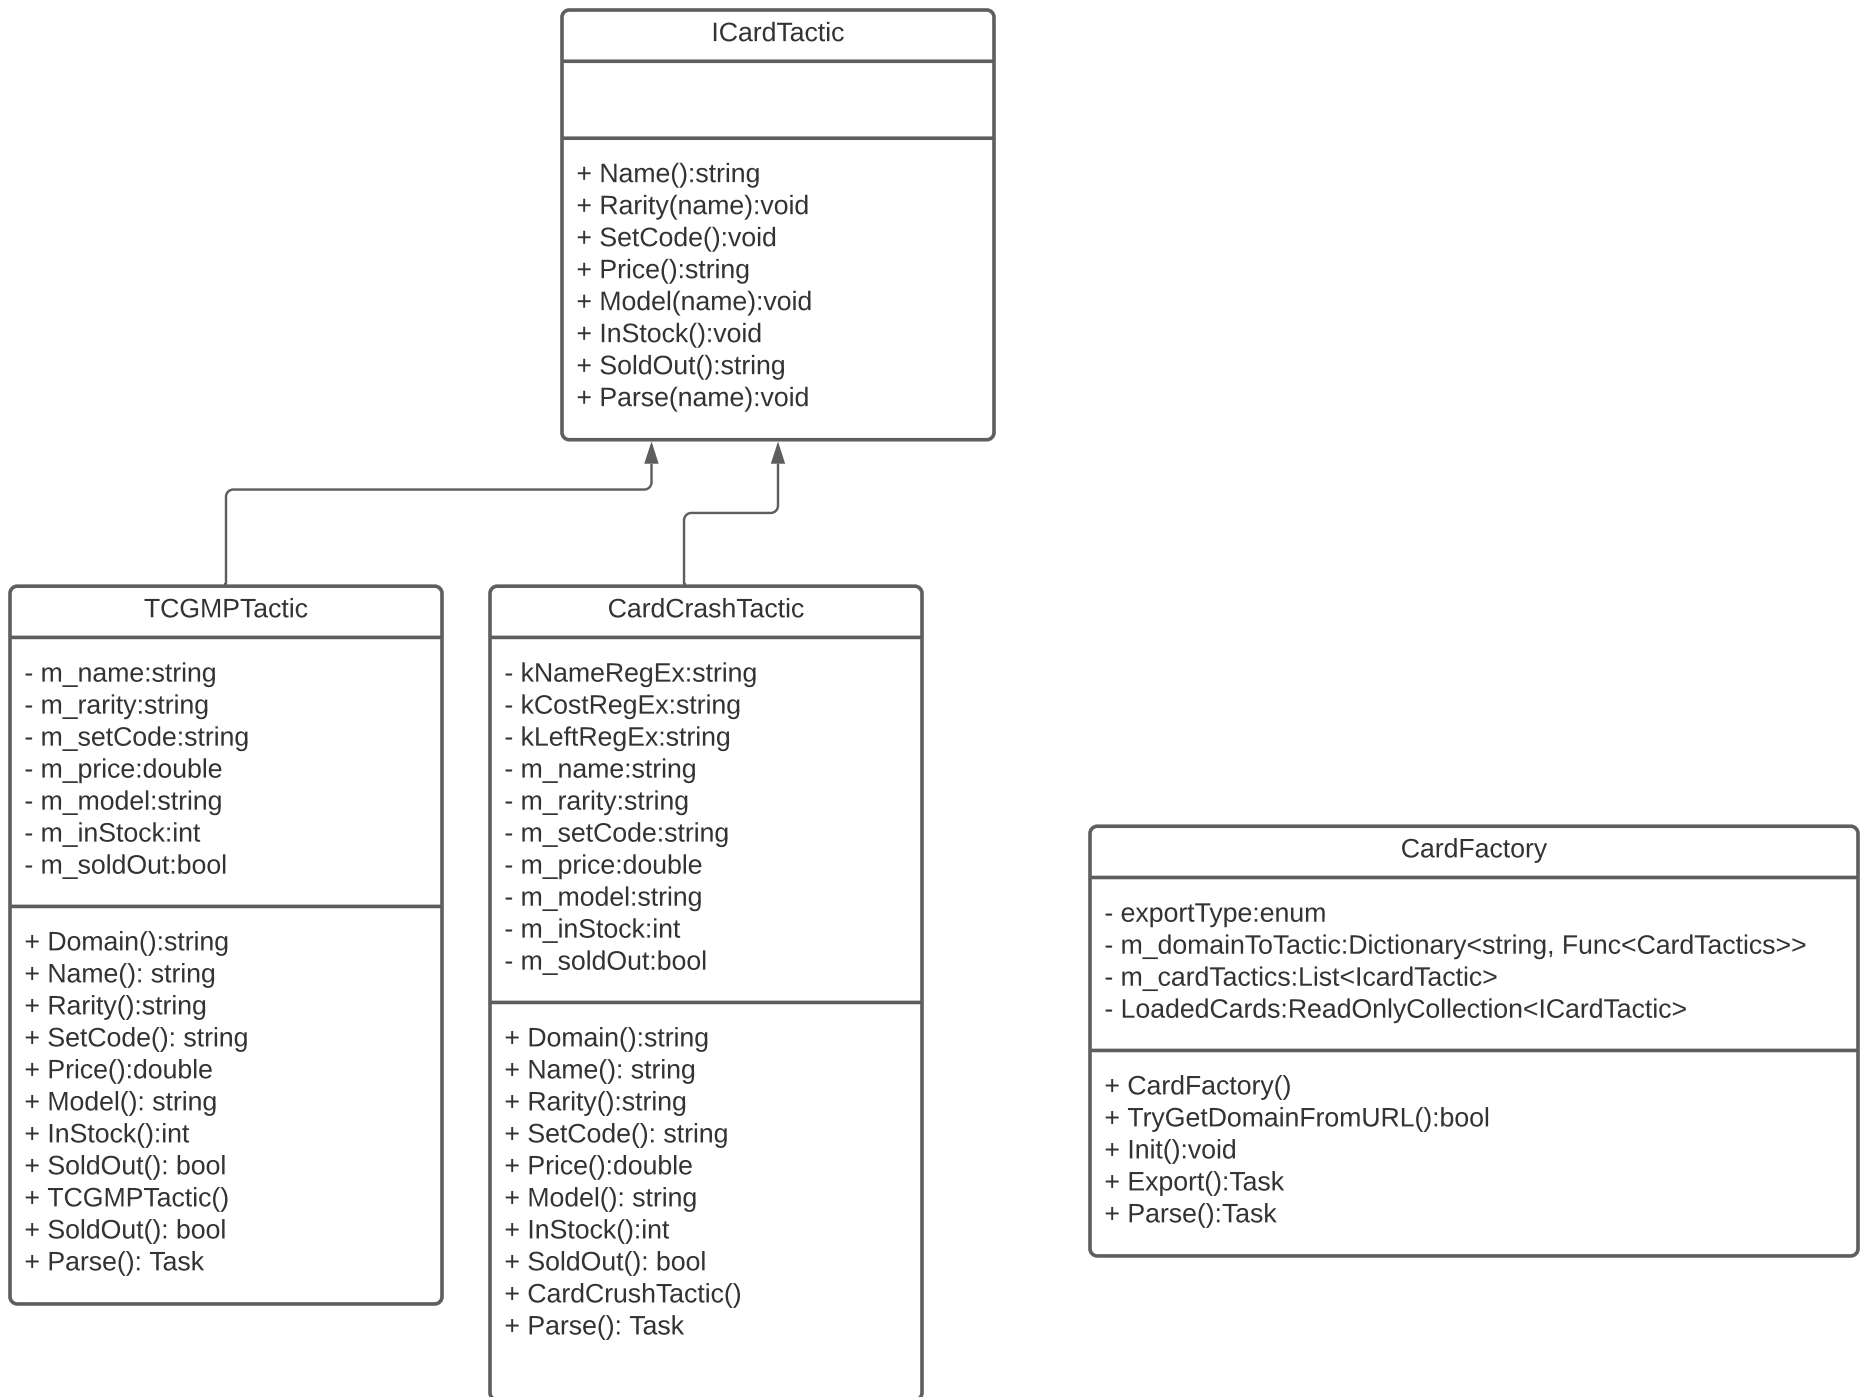 ICardTactic
+ Name():string
+ Rarity(name):void
+ SetCode():void
+ Price():string
+ Model(name):void
+ InStock():void
+ SoldOut():string
+ Parse(name):void
TCGMPTactic
- m_name:string
- m_rarity:string
- m_setCode:string
- m_price:double
- m_model:string
- m_inStock:int
- m_soldOut:bool
+ Domain():string
+ Name(): string
+ Rarity():string
+ SetCode(): string
+ Price():double
+ Model(): string
+ InStock():int
+ SoldOut(): bool
+ TCGMPTactic()
+ SoldOut(): bool
+ Parse(): Task
CardCrashTactic
- kNameRegEx:string
- kCostRegEx:string
- kLeftRegEx:string
- m_name:string
- m_rarity:string
- m_setCode:string
- m_price:double
- m_model:string
- m_inStock:int
- m_soldOut:bool
+ Domain():string
+ Name(): string
+ Rarity():string
+ SetCode(): string
+ Price():double
+ Model(): string
+ InStock():int
+ SoldOut(): bool
+ CardCrushTactic()
+ Parse(): Task
CardFactory
- exportType:enum
- m_domainToTactic:Dictionary<string, Func<CardTactics>>
- m_cardTactics:List<IcardTactic>
- LoadedCards:ReadOnlyCollection<ICardTactic>
+ CardFactory()
+ TryGetDomainFromURL():bool
+ Init():void
+ Export():Task
+ Parse():Task